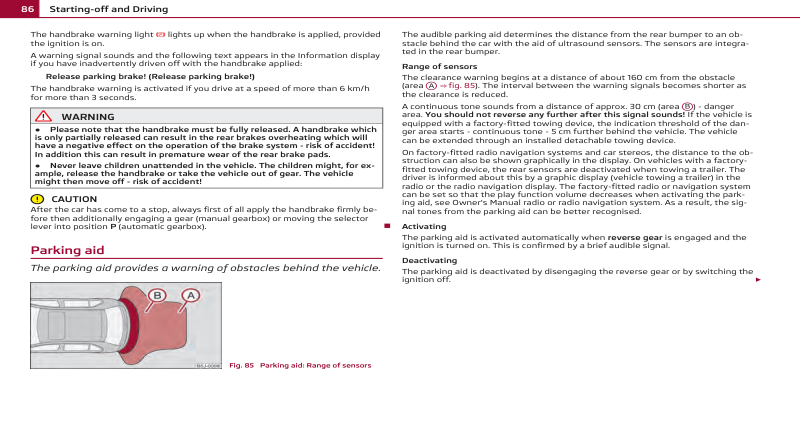 86 Starting-off and Driving
The handbrake warning light lights up when the handbrake is applied, provided
the ignition is on.
A warning signal sounds and the following text appears in the Information display
if you have inadvertently driven off with the handbrake applied:
Release parking brake! (Release parking brake!)
The handbrake warning is activated if you drive at a speed of more than 6 km/h
for more than 3 seconds.
WARNING
● Please note that the handbrake must be fully released. A handbrake which
is only partially released can result in the rear brakes overheating which will
have a negative effect on the operation of the brake system - risk of accident!
In addition this can result in premature wear of the rear brake pads.
● Never leave children unattended in the vehicle. The children might, for ex-
ample, release the handbrake or take the vehicle out of gear. The vehicle
might then move off - risk of accident!
CAUTION
After the car has come to a stop, always first of all apply the handbrake firmly be-
fore then additionally engaging a gear (manual gearbox) or moving the selector
lever into position P (automatic gearbox).
Parking aid
The parking aid provides a warning of obstacles behind the vehicle.
B A
Fig. 85 Parking aid: Range of sensors
The audible parking aid determines the distance from the rear bumper to an ob-
stacle behind the car with the aid of ultrasound sensors. The sensors are integra-
ted in the rear bumper.
Range of sensors
The clearance warning begins at a distance of about 160 cm from the obstacle
(area A ⇒ fig. 85). The interval between the warning signals becomes shorter as
the clearance is reduced.
A continuous tone sounds from a distance of approx. 30 cm (area B) - danger
area. You should not reverse any further after this signal sounds! If the vehicle is
equipped with a factory-fitted towing device, the indication threshold of the dan-
ger area starts - continuous tone - 5 cm further behind the vehicle. The vehicle
can be extended through an installed detachable towing device.
On factory-fitted radio navigation systems and car stereos, the distance to the ob-
struction can also be shown graphically in the display. On vehicles with a factory-
fitted towing device, the rear sensors are deactivated when towing a trailer. The
driver is informed about this by a graphic display (vehicle towing a trailer) in the
radio or the radio navigation display. The factory-fitted radio or navigation system
can be set so that the play function volume decreases when activating the park-
ing aid, see Owner's Manual radio or radio navigation system. As a result, the sig-
nal tones from the parking aid can be better recognised.
Activating
The parking aid is activated automatically when reverse gear is engaged and the
ignition is turned on. This is confirmed by a brief audible signal.
Deactivating
The parking aid is deactivated by disengaging the reverse gear or by switching the
ignition off.